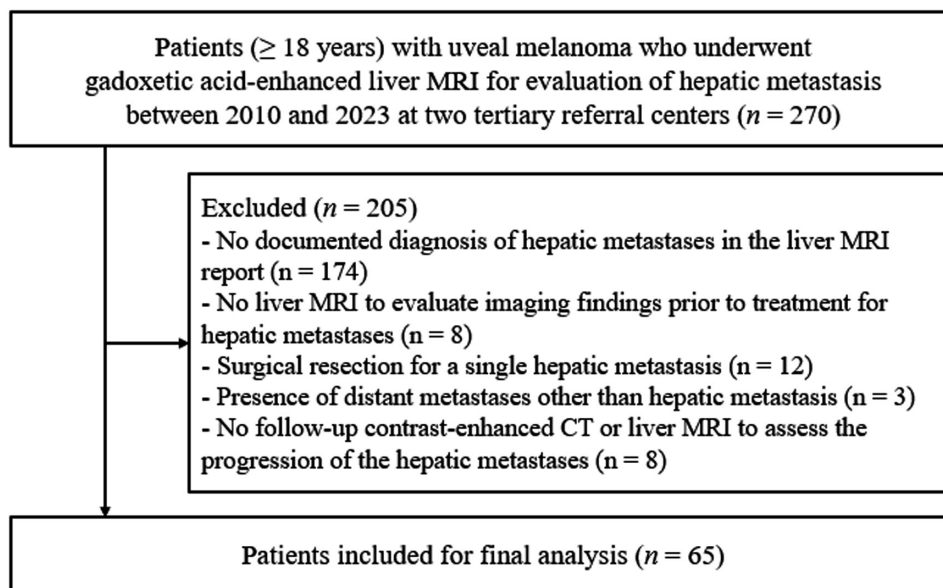 Patients (≥ 18 years) with uveal melanoma who underwent
gadoxetic acid-enhanced liver MRI for evaluation of hepatic metastasis
between 2010 and 2023 at two tertiary referral centers (n = 270)
Excluded (n = 205)
- No documented diagnosis of hepatic metastases in the liver MRI
report (n = 174)
- No liver MRI to evaluate imaging findings prior to treatment for
hepatic metastases (n = 8)
- Surgical resection for a single hepatic metastasis (n = 12)
- Presence of distant metastases other than hepatic metastasis (n = 3)
- No follow-up contrast-enhanced CT or liver MRI to assess the
progression of the hepatic metastases (n = 8)
Patients included for final analysis (n = 65)